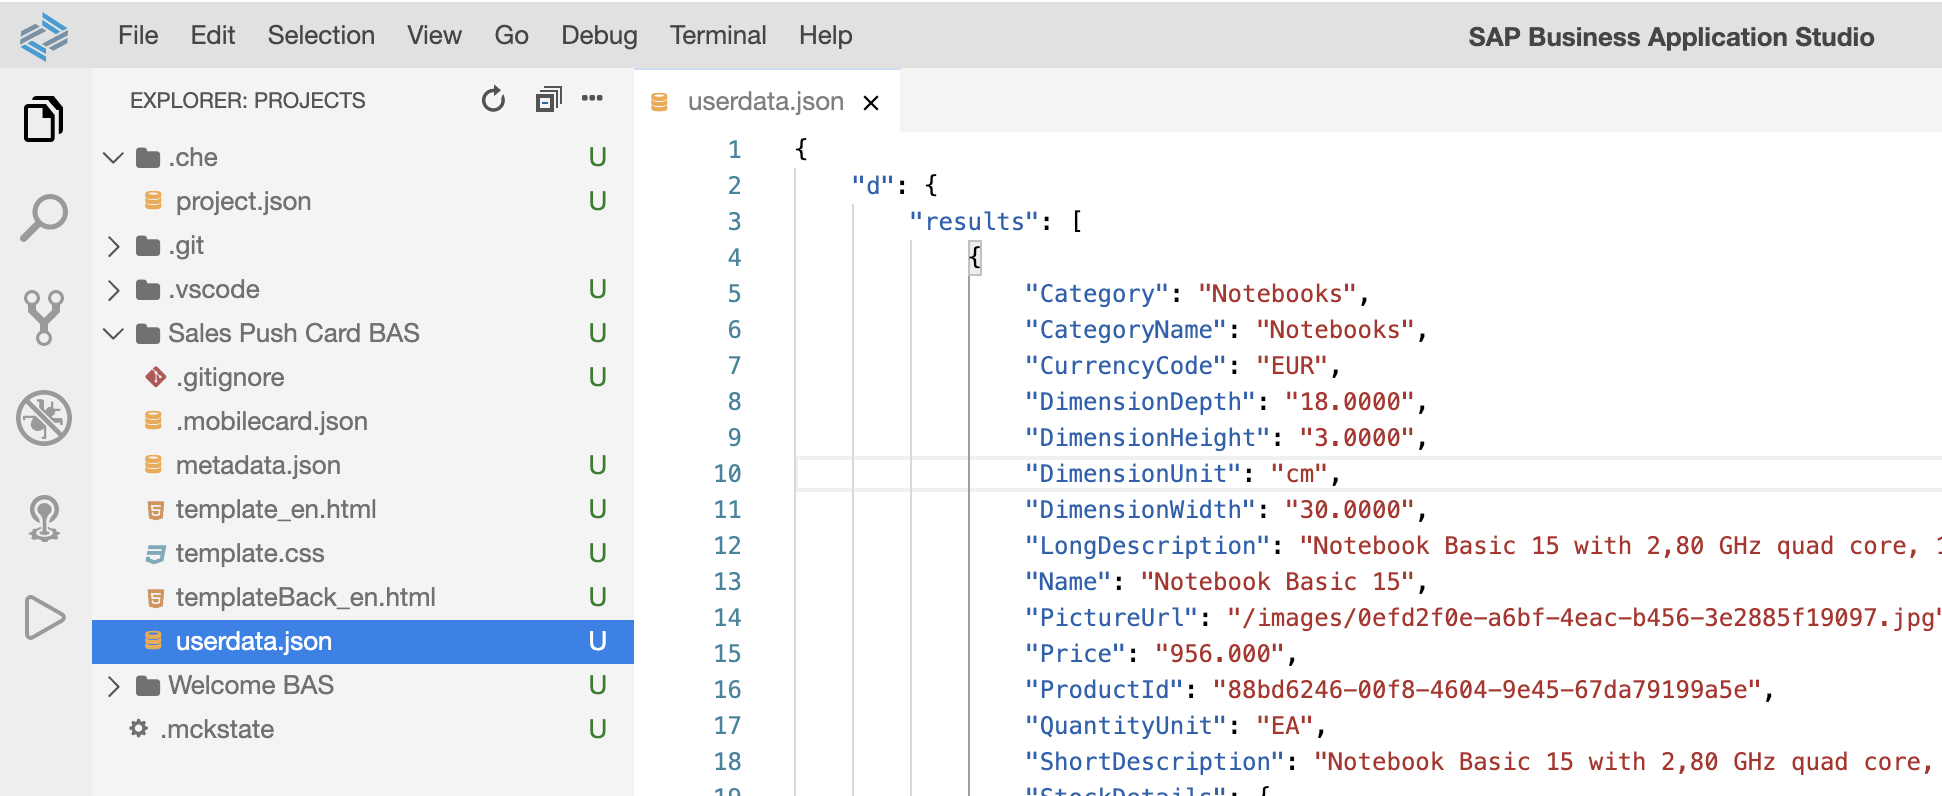 File Edit Selection View Go Debug Terminal Help SAP Business Application Studio
EXPLORER: PROJECTS
.che U
project.json U
.git
.vscode U
Sales Push Card BAS U
.gitignore U
.mobilecard.json
metadata.json U
template_en.html U
template.css U
templateBack_en.html U
userdata.json U
Welcome BAS U
.mckstate U
userdata.json
1 {
2 "d": {
3 "results": [
4 {
5 "Category": "Notebooks",
6 "CategoryName": "Notebooks",
7 "CurrencyCode": "EUR",
8 "DimensionDepth": "18.0000",
9 "DimensionHeight": "3.0000",
10 "DimensionUnit": "cm",
11 "DimensionWidth": "30.0000",
12 "LongDescription": "Notebook Basic 15 with 2,80 GHz quad core,
13 "Name": "Notebook Basic 15",
14 "PictureUrl": "/images/0efd2f0e-a6bf-4eac-b456-3e2885f19097.jpg"
15 "Price": "956.000",
16 "ProductId": "88bd6246-00f8-4604-9e45-67da79199a5e",
17 "QuantityUnit": "EA",
18 "ShortDescription": "Notebook Basic 15 with 2,80 GHz quad core,
19 "StockDetails": {